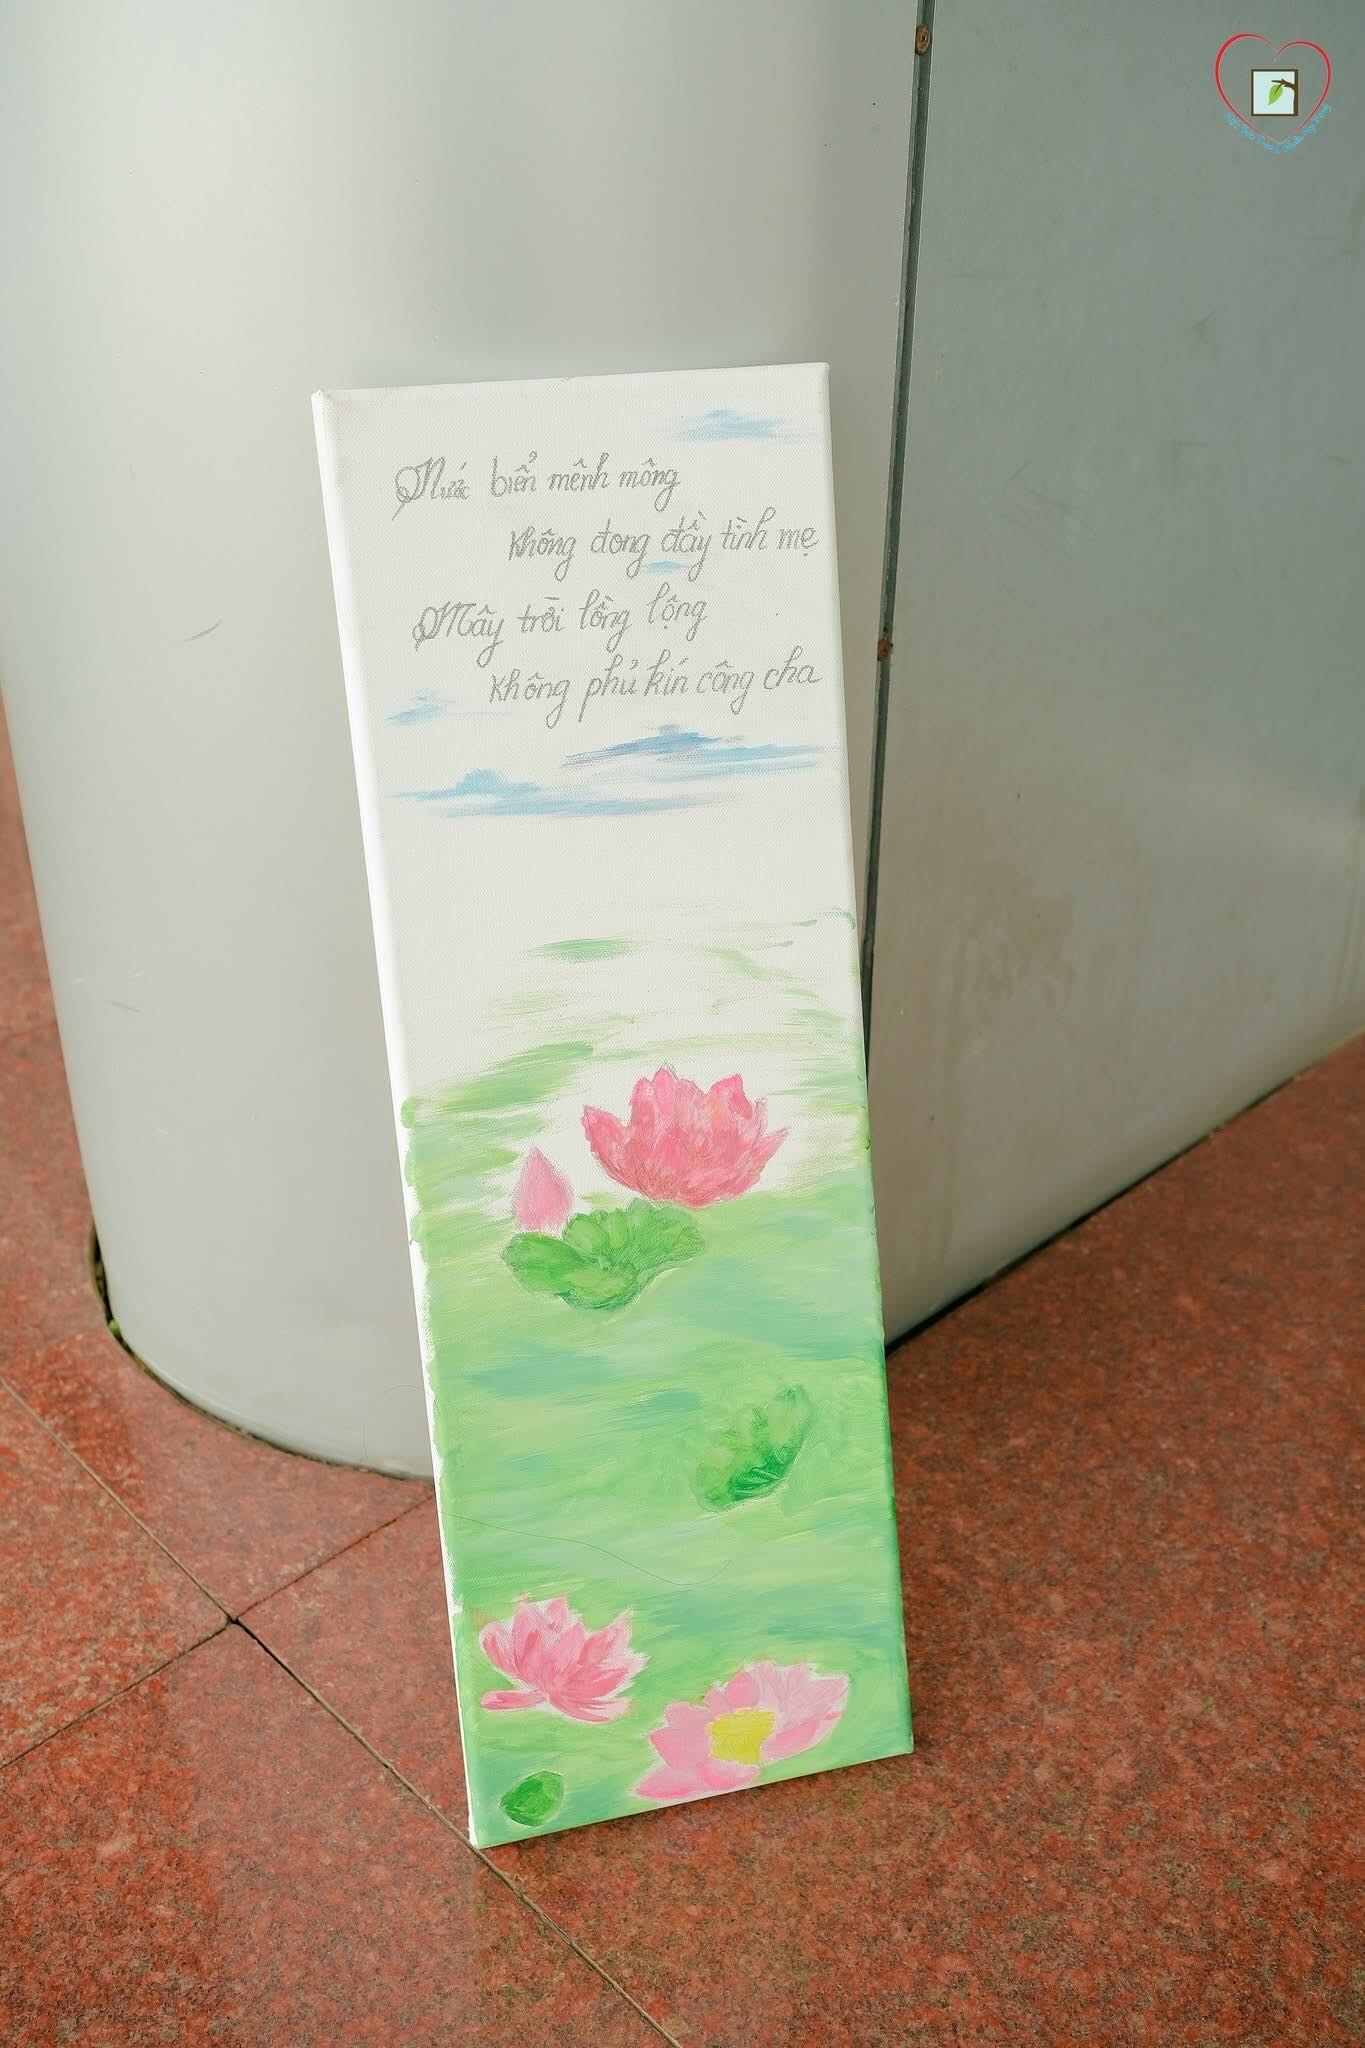 Nước biển mênh mông
không đong đầy tình mẹ
Mây trời lồng lộng
không phủ kín công cha